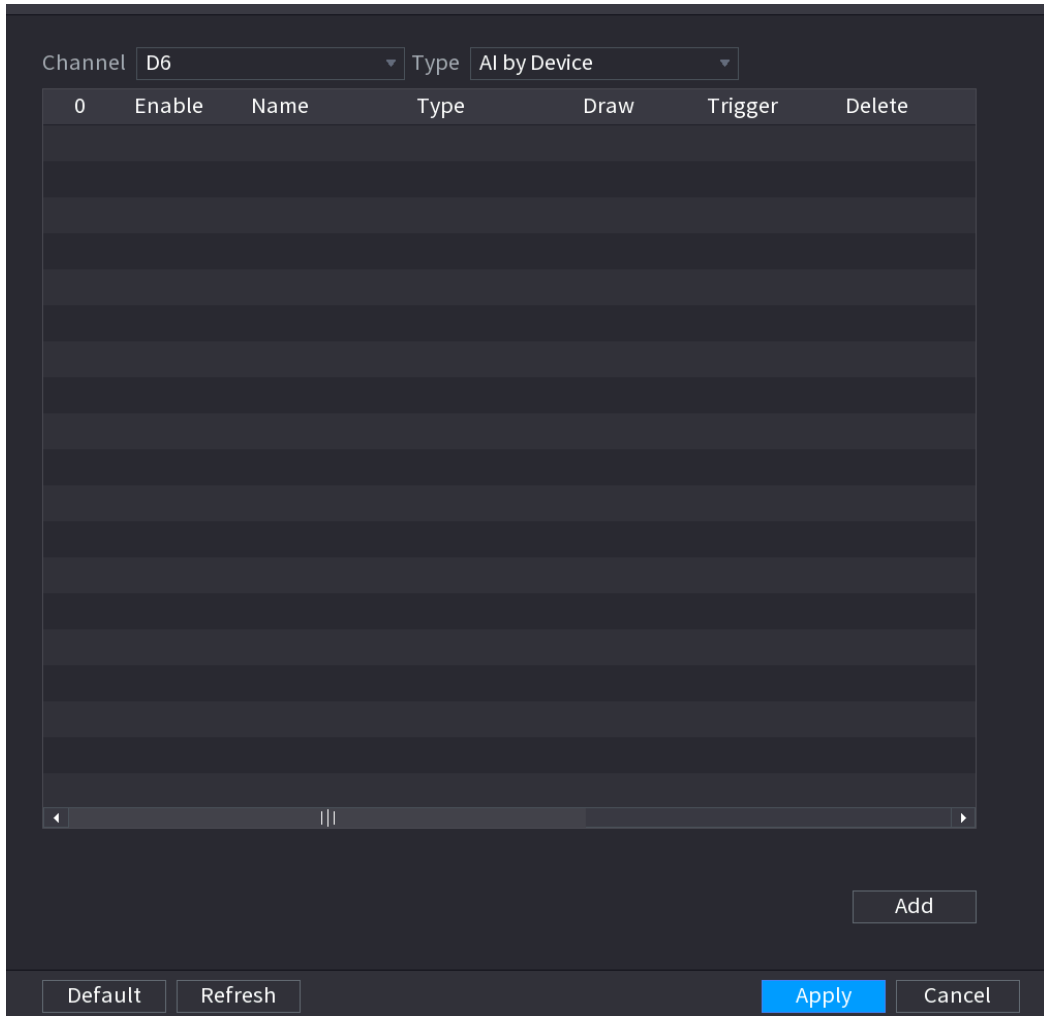 Channel D6 Type AI by Device
0 Enable Name Type Draw Trigger Delete
Add
Default Refresh Apply Cancel